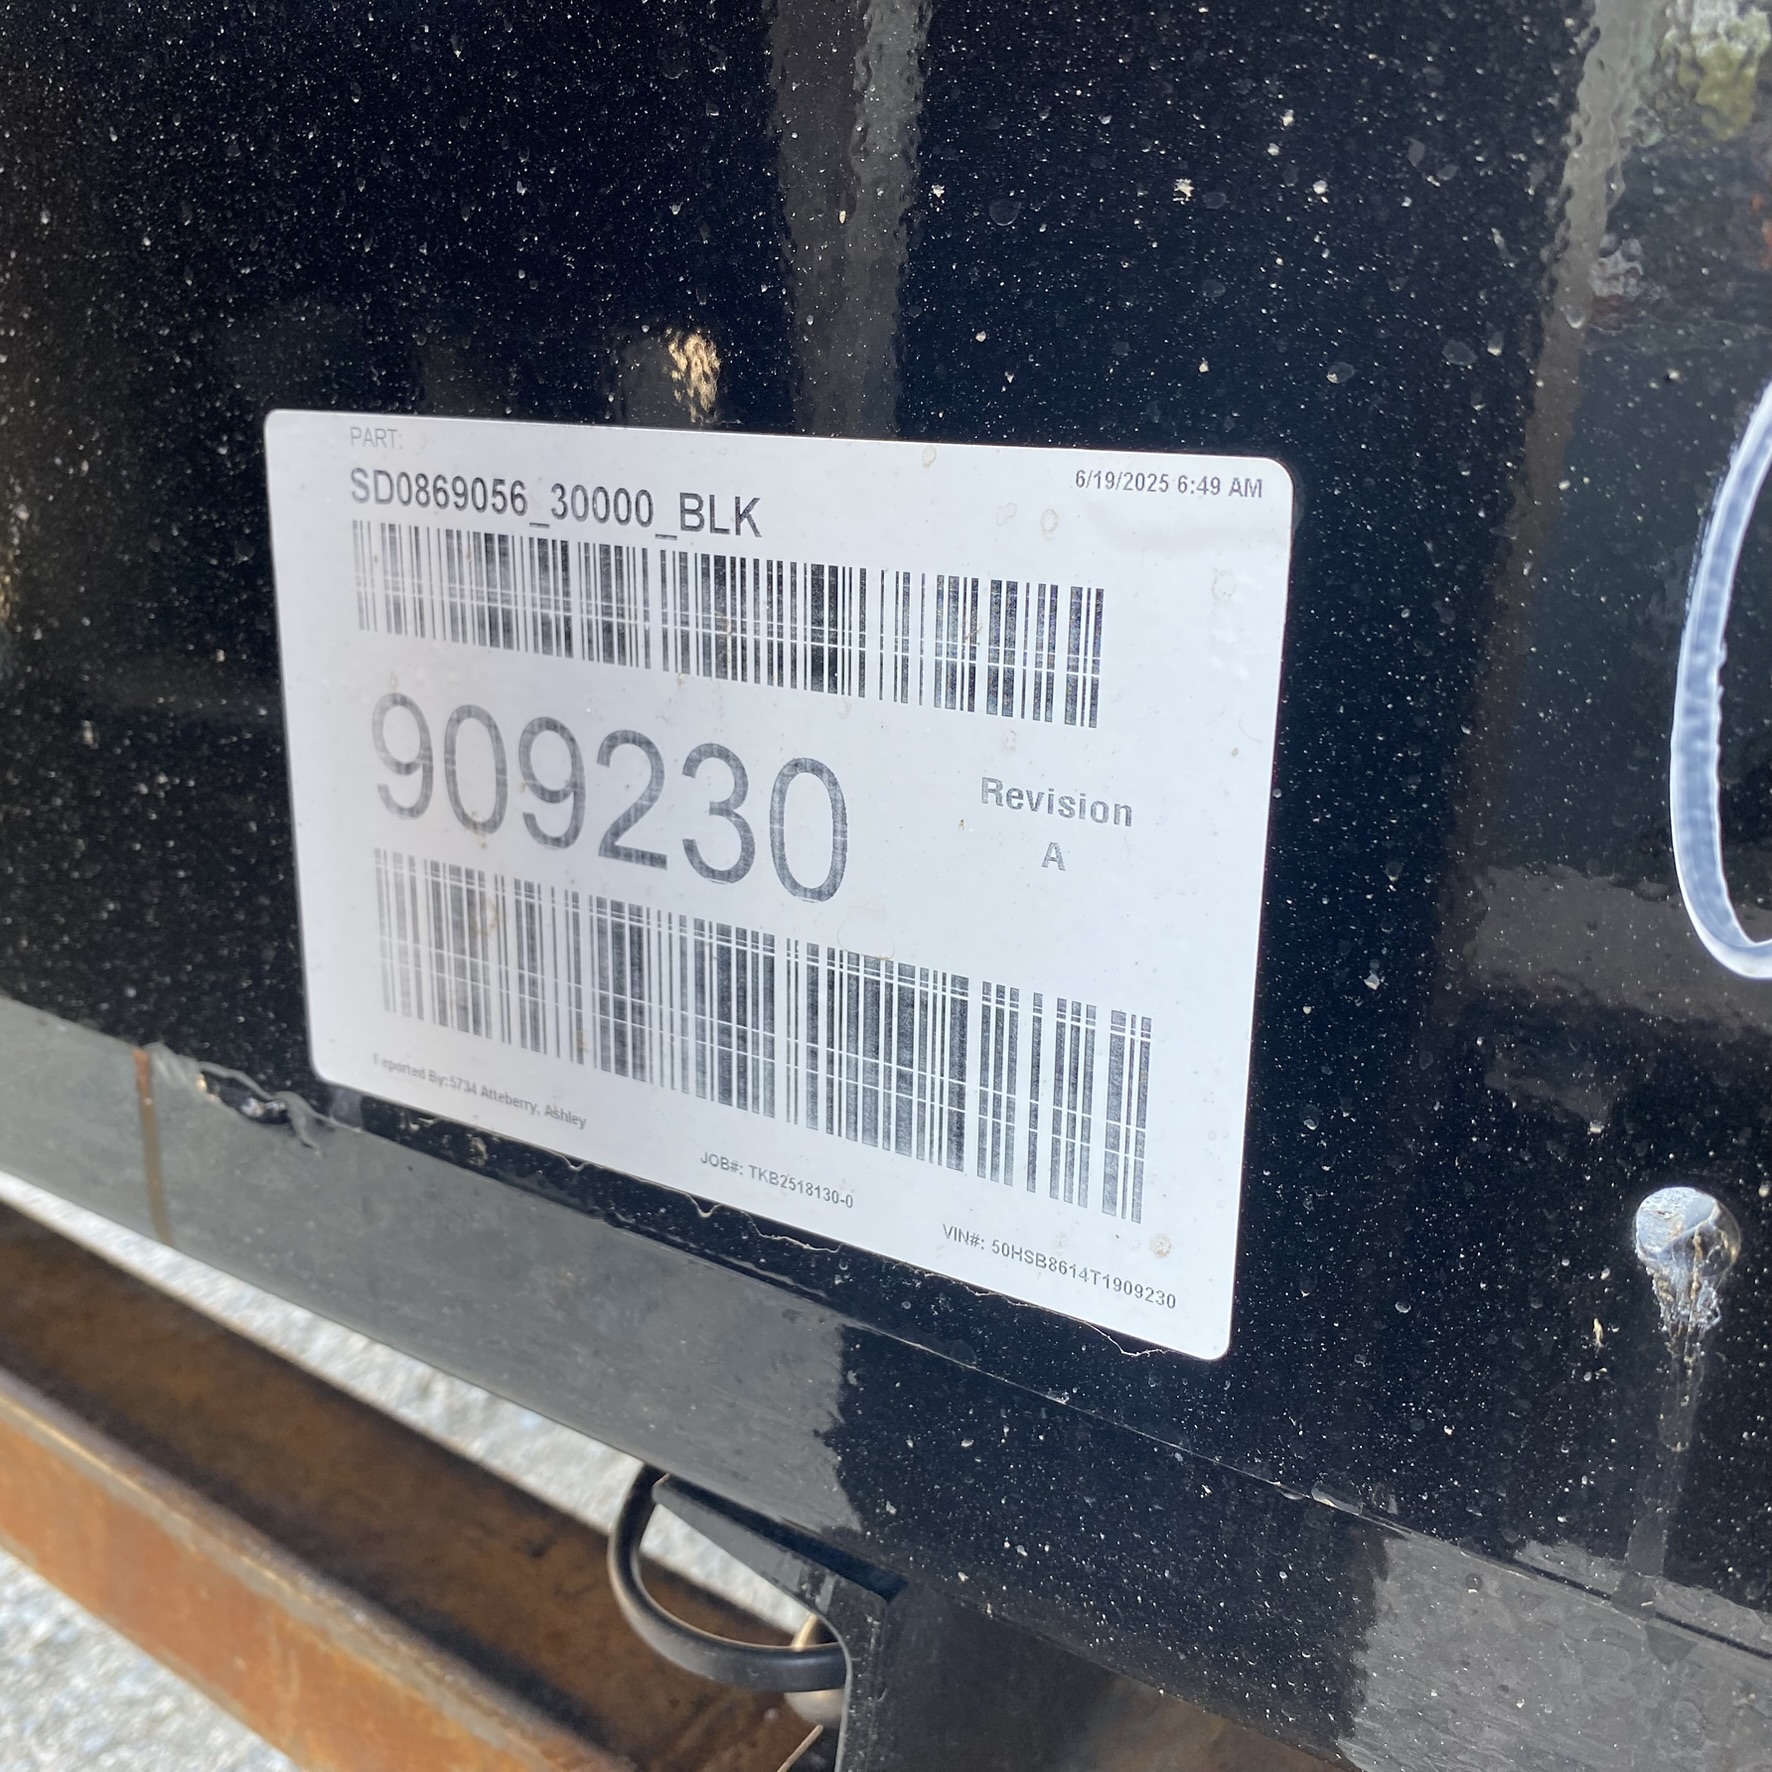 PART:
6/19/2025 6:49 AM
SD0869056_30000_BLK
909230
Revision
A
Reported By:5734 Atteberry, Ashley
JOB#: TKB2518130-0
VIN#: 50HSB8614T1909230